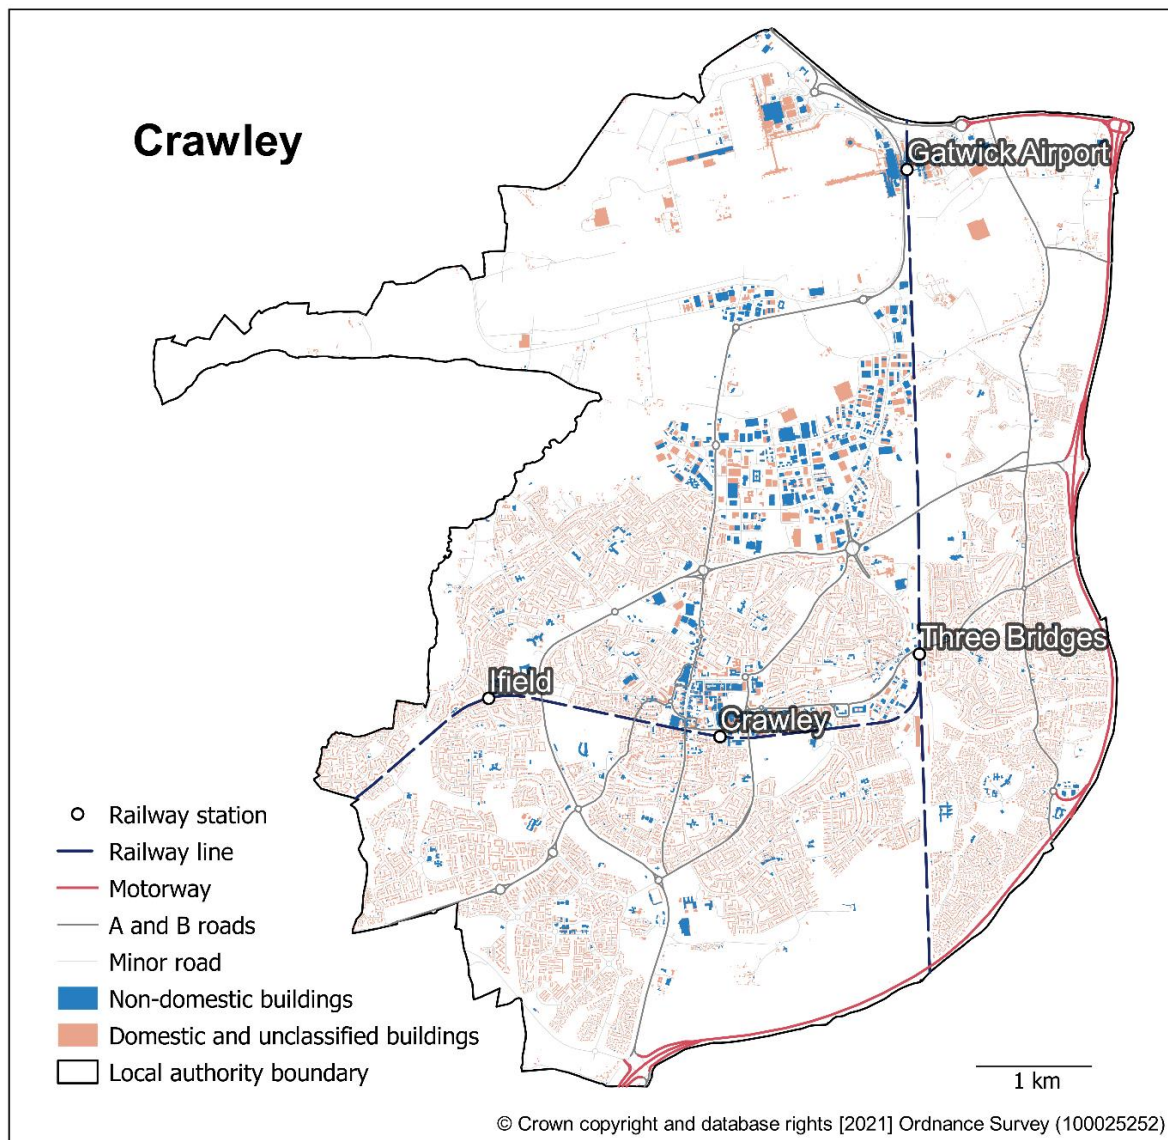 Crawley
Gatwick Airport
Three Bridges
Ifield
Crawley
Railway station
Railway line
Motorway
A and B roads
Minor road
Non-domestic buildings
Domestic and unclassified buildings
Local authority boundary
1 km
© Crown copyright and database rights [2021] Ordnance Survey (100025252)